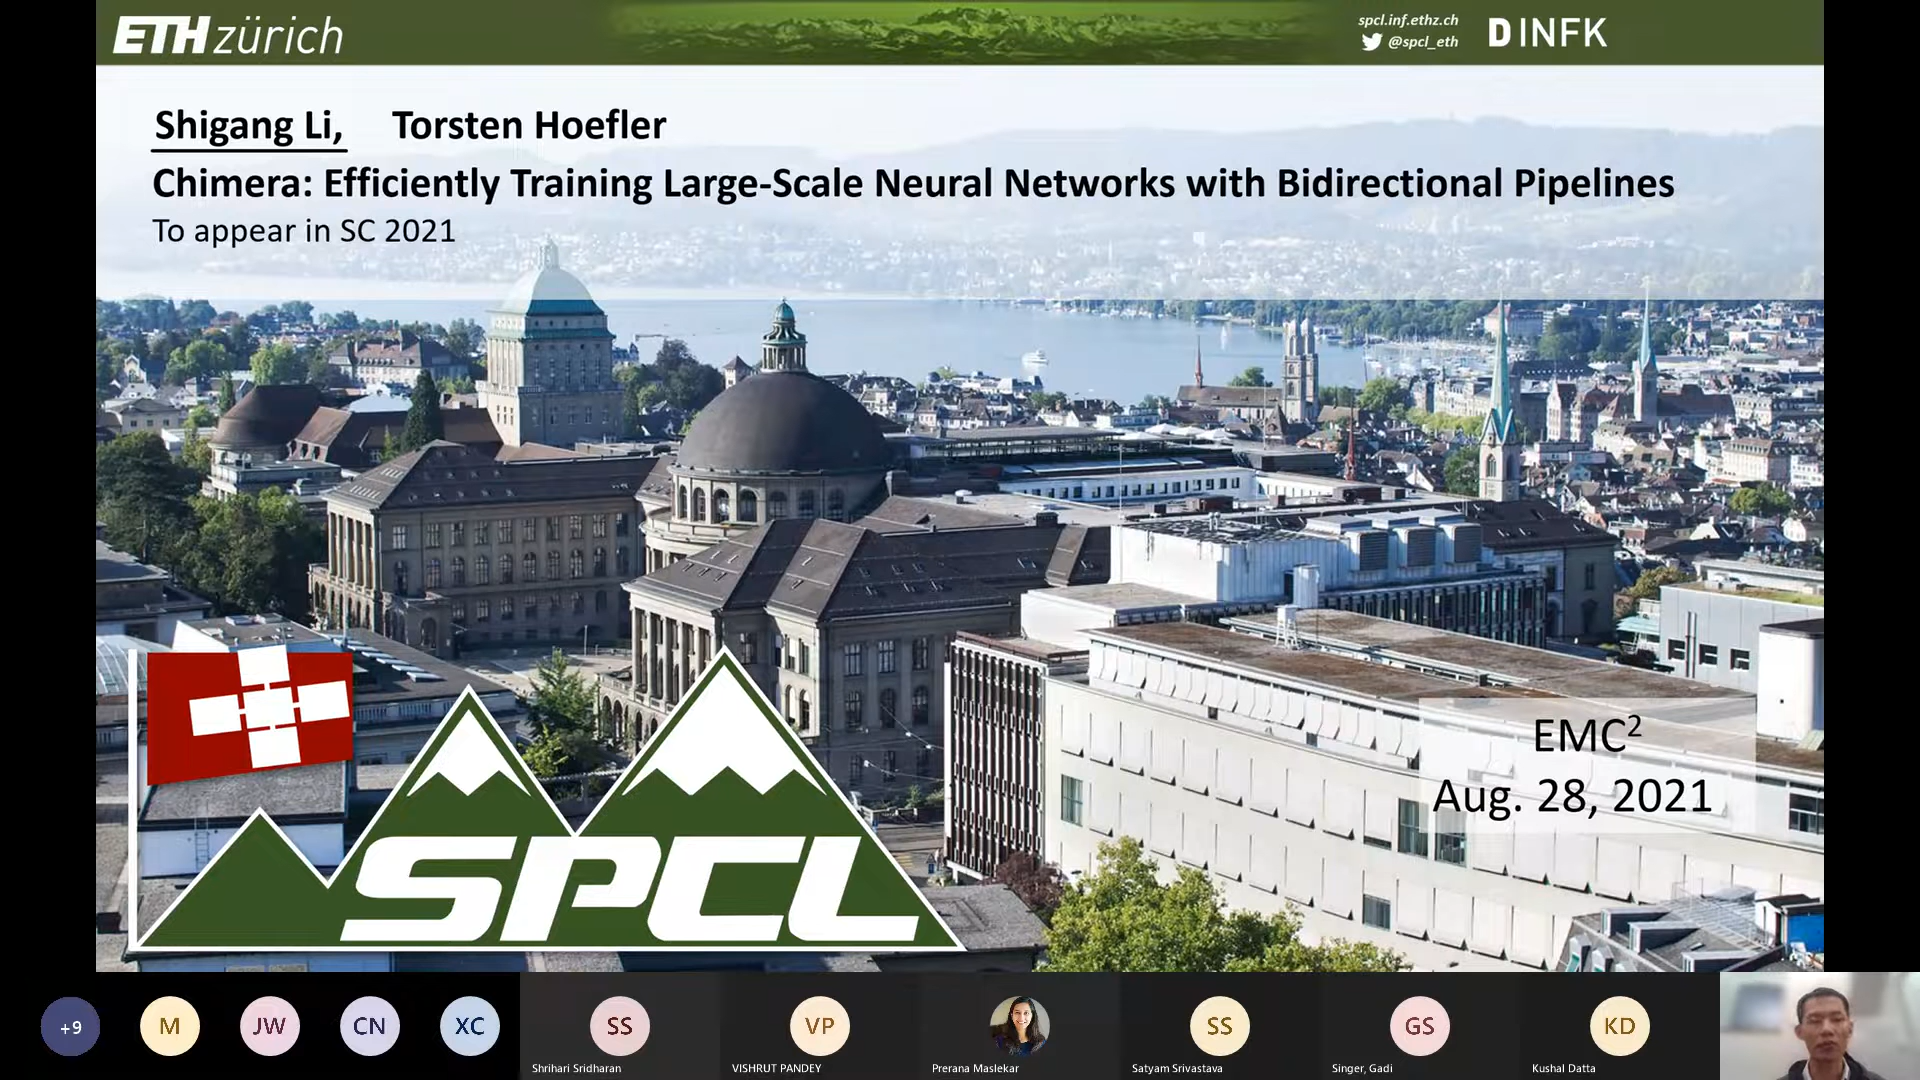 ETH zürich
spcl.inf.ethz.ch
@spcl_eth
D INFK
Shigang Li, Torsten Hoefler
Chimera: Efficiently Training Large-Scale Neural Networks with Bidirectional Pipelines
To appear in SC 2021
EMC²
Aug. 28, 2021
SPCL
+9
M
JW
CN
XC
SS
VP
SS
GS
KD
Shrihari Sridharan
VISHRUT PANDEY
Prerana Maslekar
Satyam Srivastava
Singer, Gadi
Kushal Datta